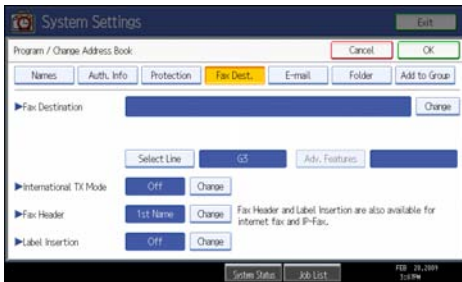 System Settings Exit
Program / Change Address Book Cancel OK
Names Auth. Info Protection Fax Dest. E-mail Folder Add to Group
▶Fax Destination Change
Select Line G3 Adv. Features
▶International TX Mode Off Change
▶Fax Header 1st Name Change Fax Header and Label Insertion are also available for
internet fax and IP-Fax.
▶Label Insertion Off Change
System Status Job List FEB 28,2009
3:07PM